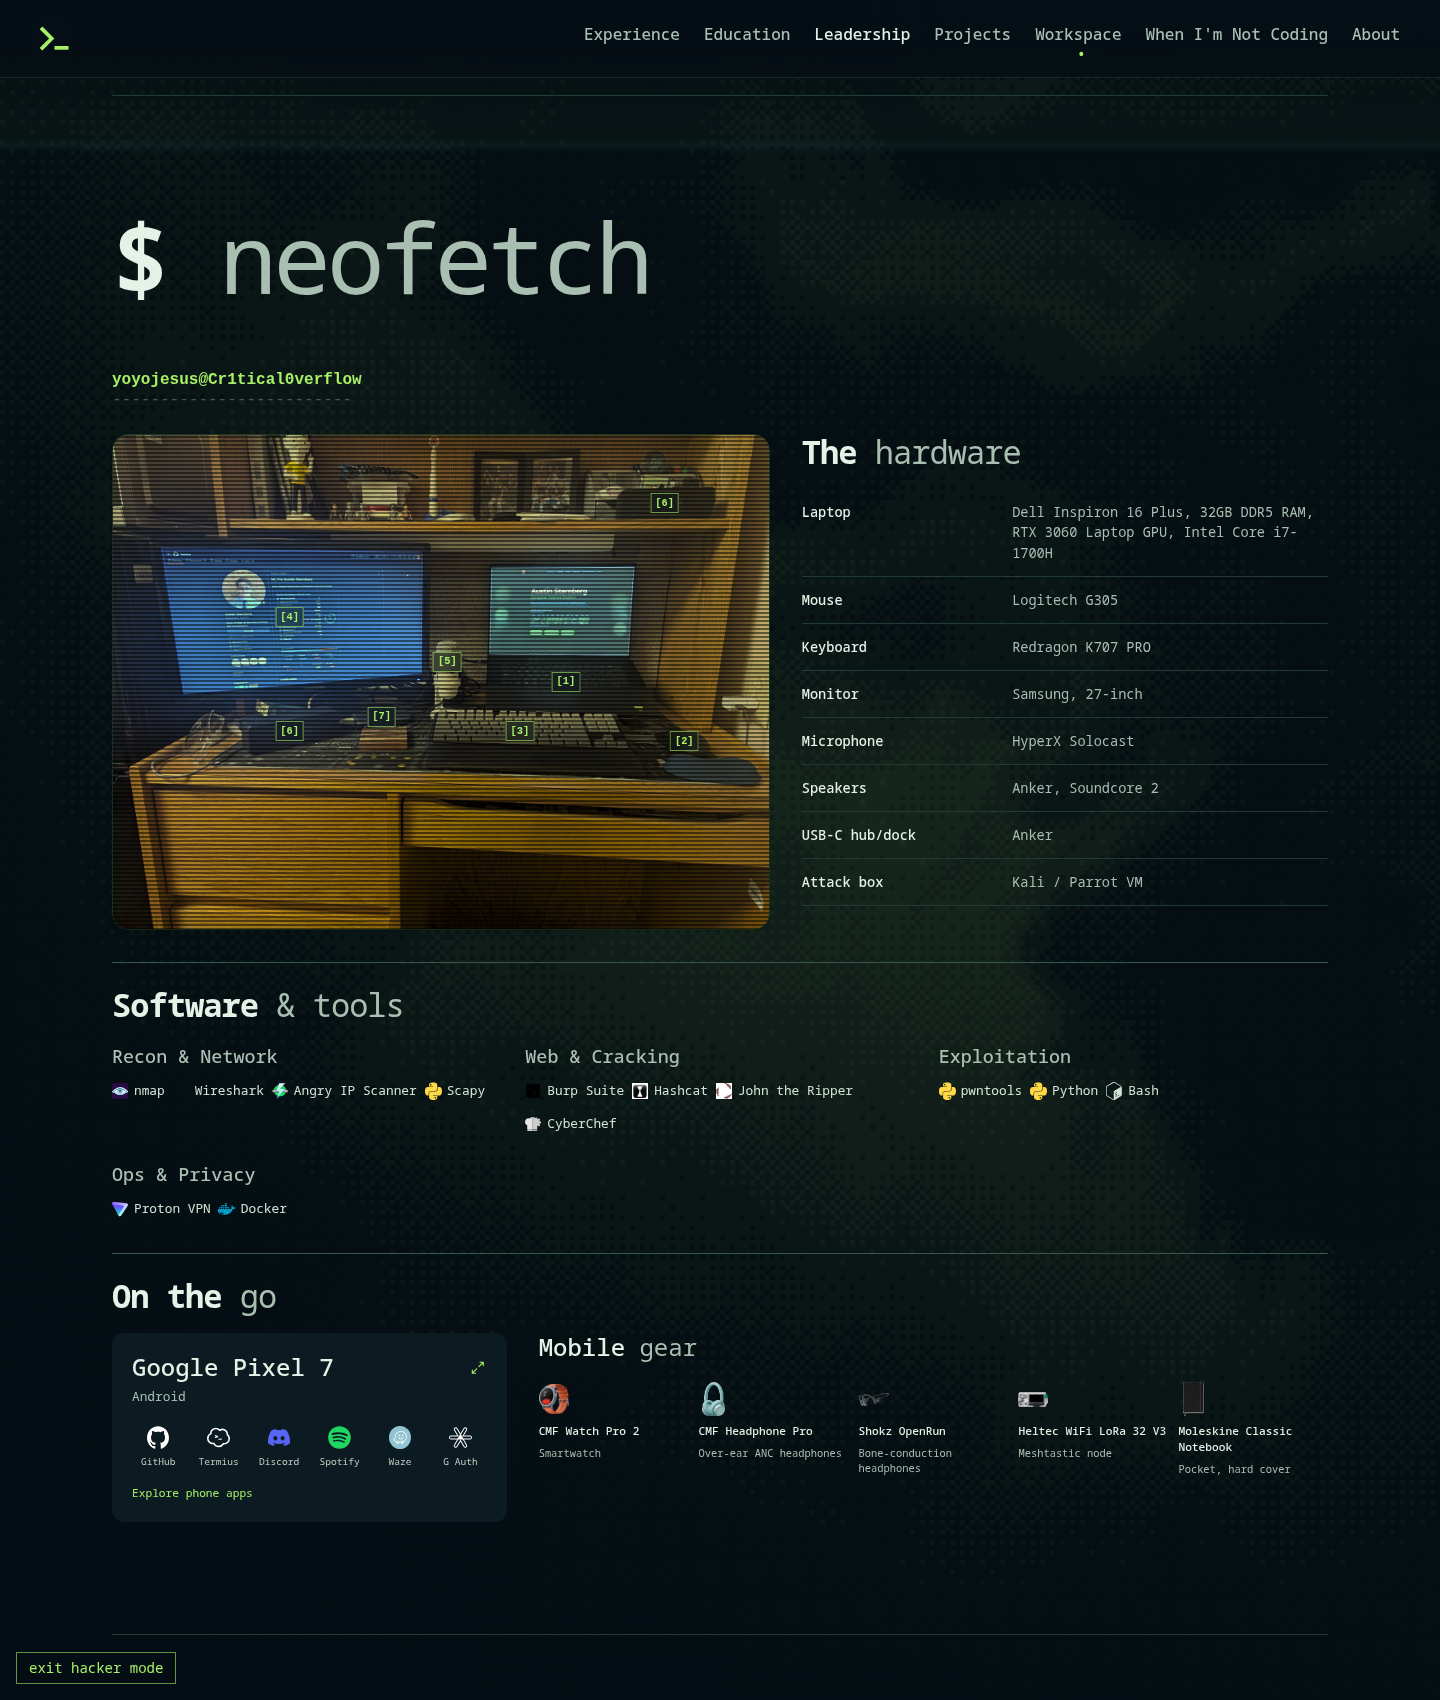 >_
Experience Education Leadership Projects Workspace When I'm Not Coding About
$ neofetch
yoyojesus@Cr1tical0verflow
-------------------------
[6]
[4]
Austin Sternberg
[5]
[1]
[7]
[6]
[3]
[2]
The hardware
Laptop Dell Inspiron 16 Plus, 32GB DDR5 RAM,
RTX 3060 Laptop GPU, Intel Core i7-
1700H
Mouse Logitech G305
Keyboard Redragon K707 PRO
Monitor Samsung, 27-inch
Microphone HyperX Solocast
Speakers Anker, Soundcore 2
USB-C hub/dock Anker
Attack box Kali / Parrot VM
Software & tools
Recon & Network
nmap Wireshark Angry IP Scanner Scapy
Web & Cracking
Burp Suite Hashcat John the Ripper
CyberChef
Exploitation
pwntools Python Bash
Ops & Privacy
Proton VPN Docker
On the go
Google Pixel 7
Android
GitHub Termius Discord Spotify Waze G Auth
Explore phone apps
Mobile gear
CMF Watch Pro 2
Smartwatch
CMF Headphone Pro
Over-ear ANC headphones
Shokz OpenRun
Bone-conduction
headphones
Heltec WiFi LoRa 32 V3
Meshtastic node
Moleskine Classic
Notebook
Pocket, hard cover
exit hacker mode